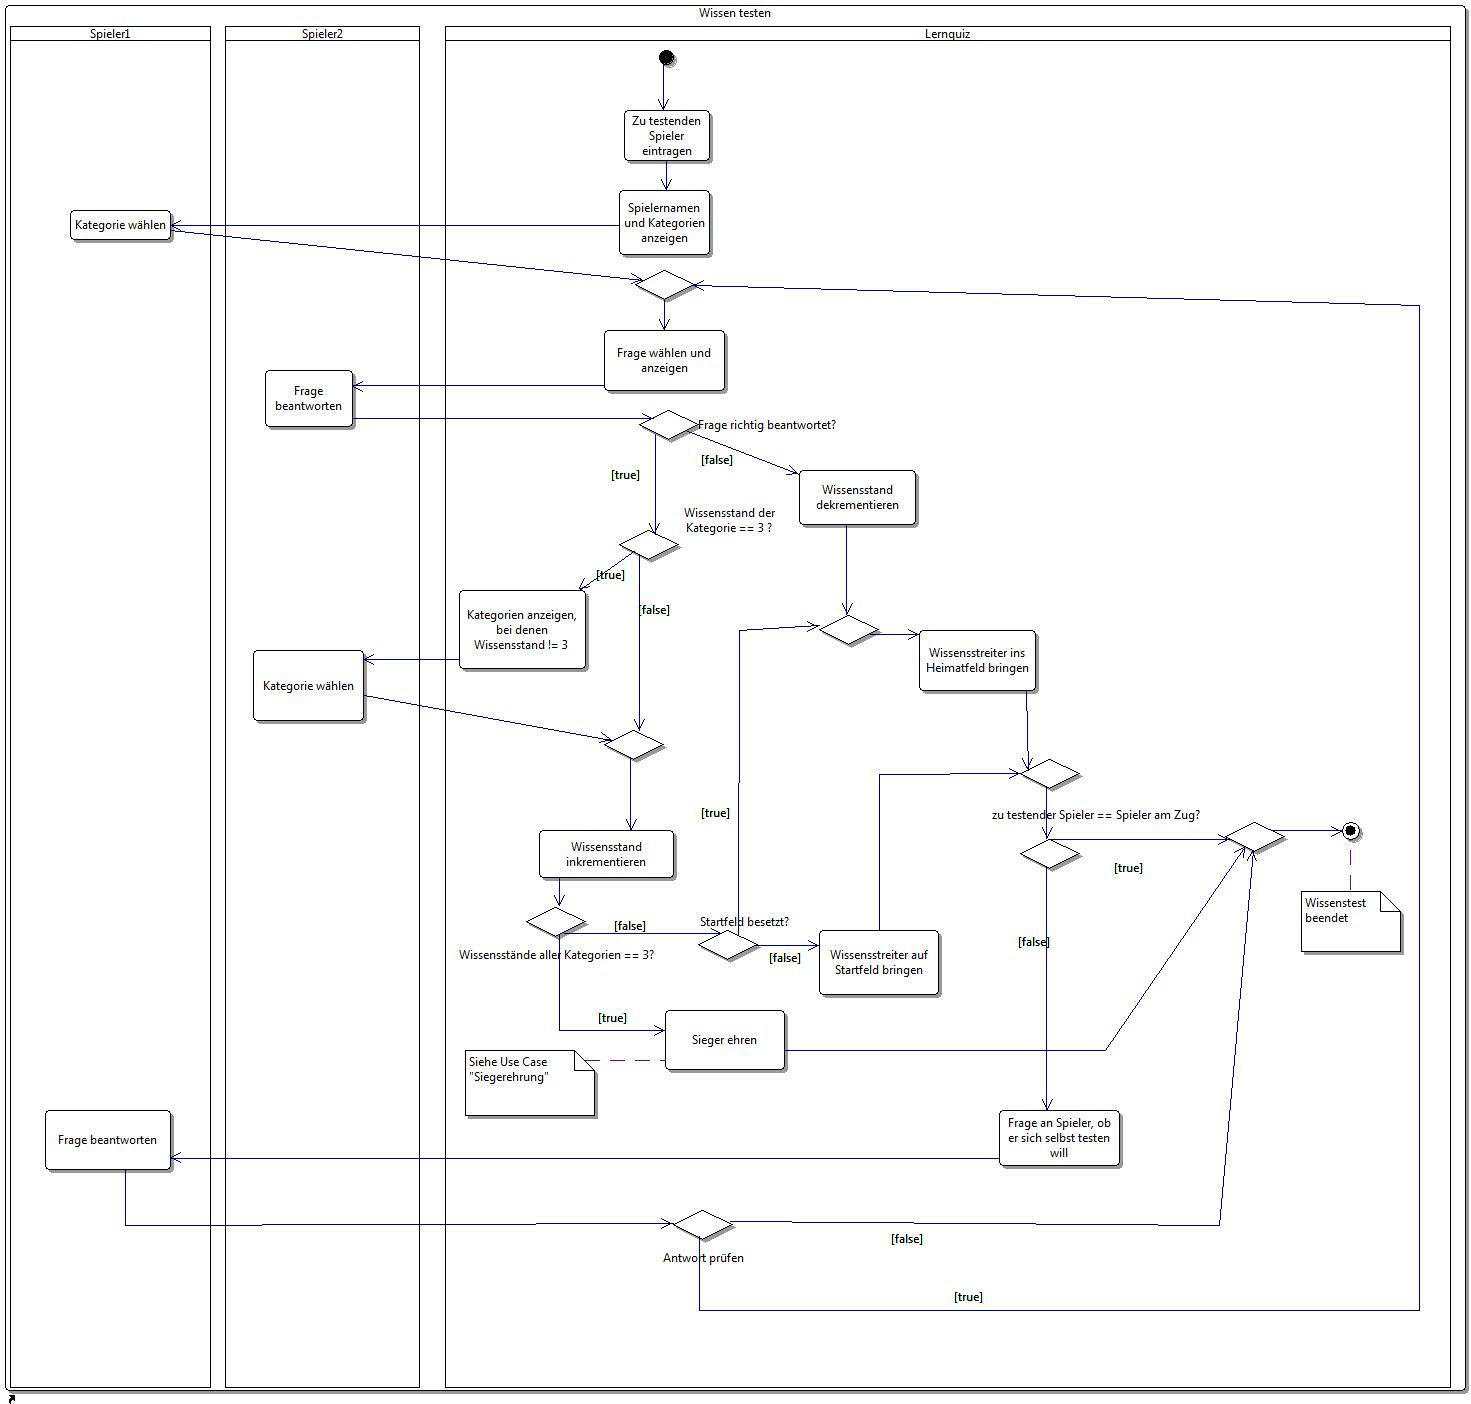 Wissen testen
Spieler1
Spieler2
Lernquiz
Zu testenden
Spieler
eintragen
Spielernamen
und Kategorien
anzeigen
Kategorie wählen
Frage wählen und
anzeigen
Frage
beantworten
Frage richtig beantwortet?
[false]
[true]
Wissensstand
dekrementieren
Wissensstand der
Kategorie == 3 ?
[true]
[false]
Kategorien anzeigen,
bei denen
Wissensstand != 3
Kategorie wählen
Wissensstreiter ins
Heimatfeld bringen
Wissensstand
inkrementieren
[true]
zu testender Spieler == Spieler am Zug?
[true]
Wissenstest
beendet
[false]
Startfeld besetzt?
[false]
[false]
Wissensstände aller Kategorien == 3?
Wissensstreiter auf
Startfeld bringen
[true]
Sieger ehren
Siehe Use Case
"Siegerehrung"
Frage an Spieler, ob
er sich selbst testen
will
Frage beantworten
[false]
Antwort prüfen
[true]